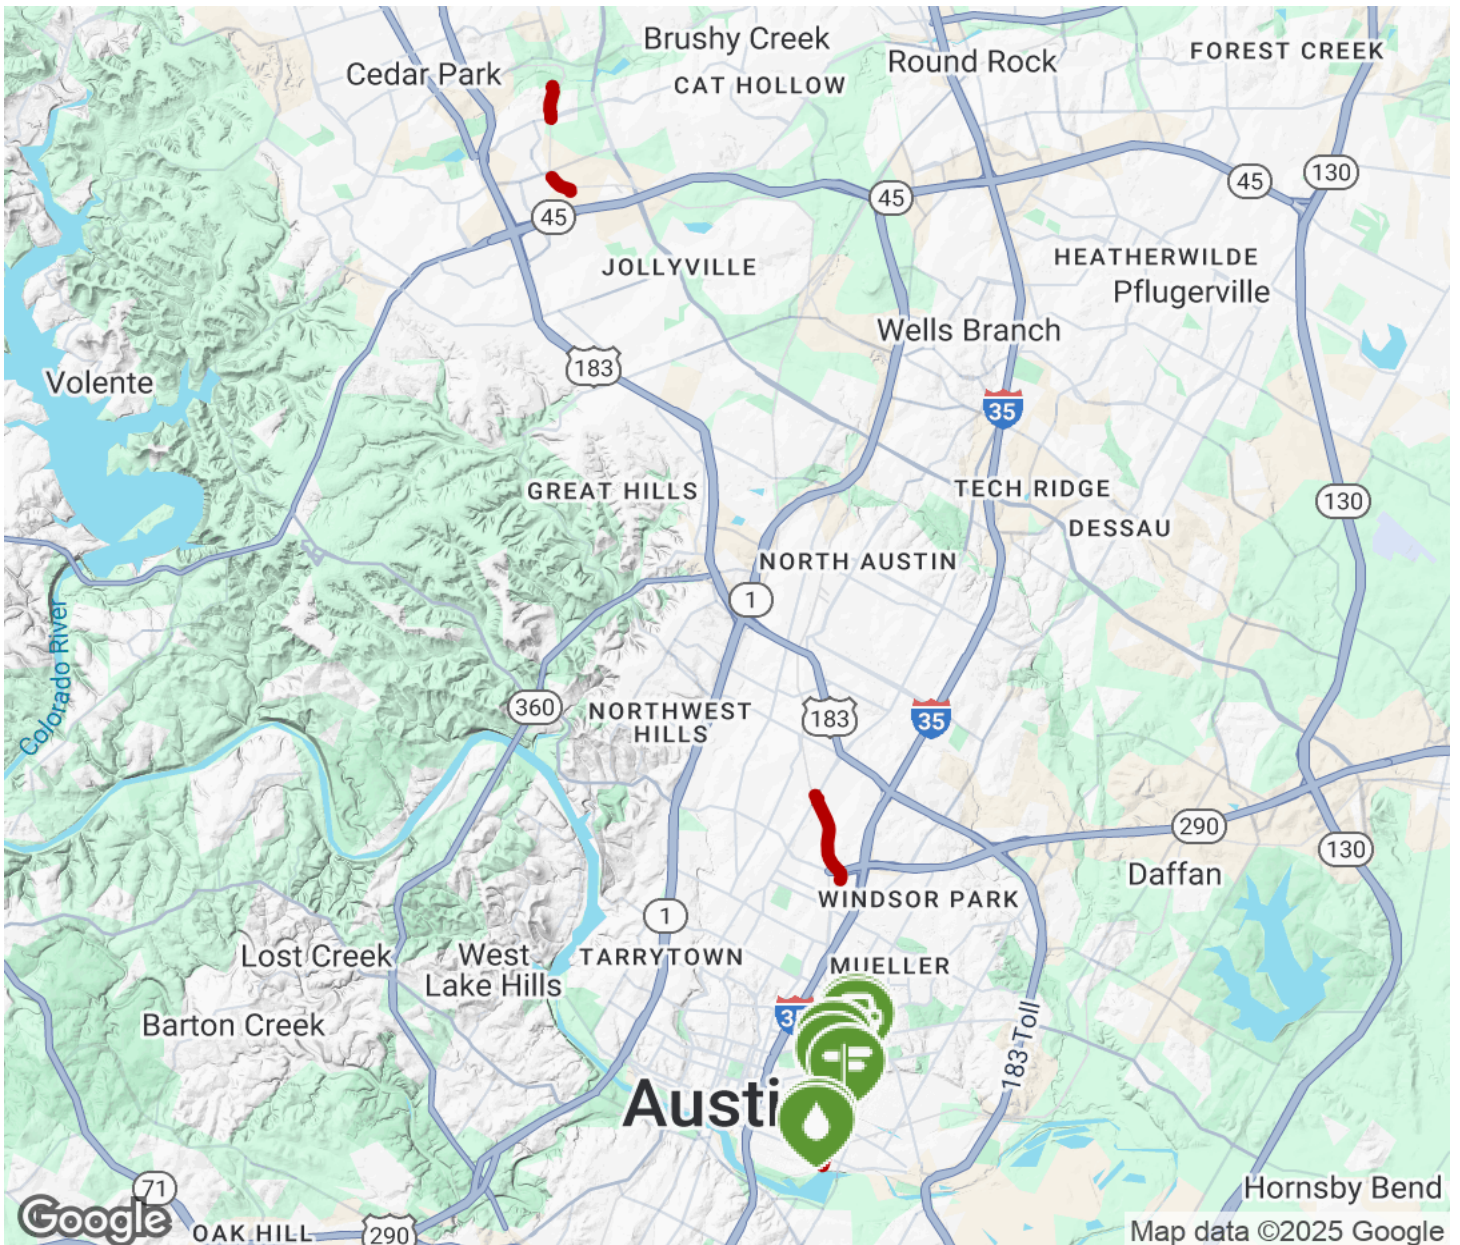 Brushy Creek
CAT HOLLOW
Round Rock
FOREST CREEK
Cedar Park
45
45
45
130
JOLLYVILLE
HEATHERWILDE
Pflugerville
Wells Branch
Volente
183
35
GREAT HILLS
TECH RIDGE
130
DESSAU
NORTH AUSTIN
1
Colorado River
360
NORTHWEST
HILLS
183
35
290
130
Daffan
WINDSOR PARK
1
Lost Creek
West
Lake Hills
TARRYTOWN
MUELLER
Barton Creek
183 Toll
Austi
71
Google
OAK HILL
290
Hornsby Bend
Map data ©2025 Google